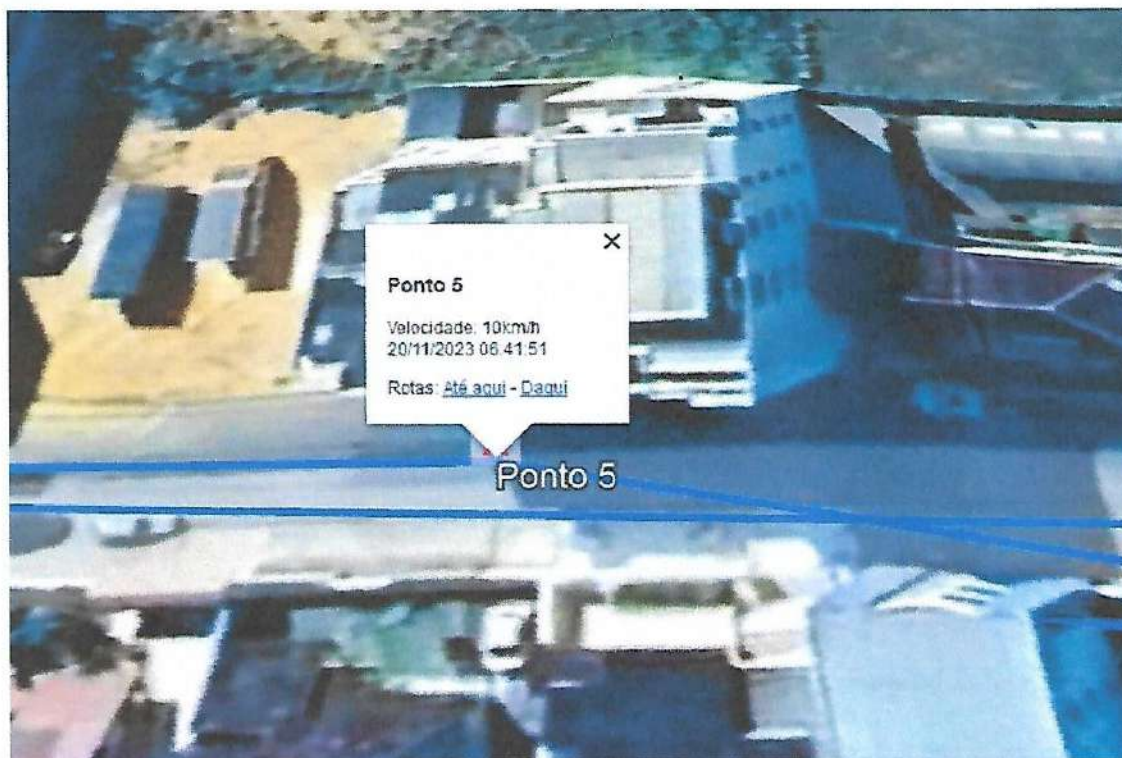 Ponto 5
Velocidade: 10km/h
20/11/2023 06:41:51
Rotas: Até aqui - Daqui
Ponto 5